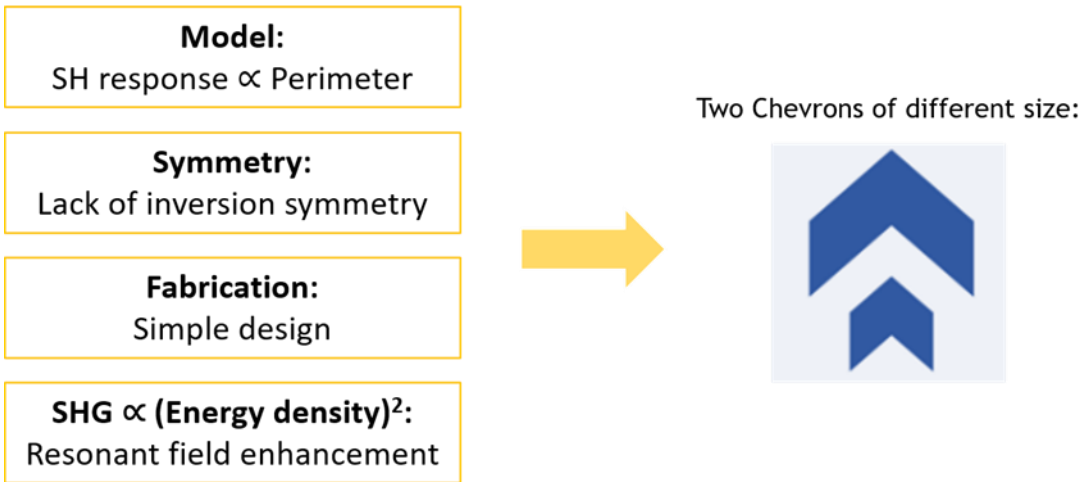 Model:
SH response ∝ Perimeter
Symmetry:
Lack of inversion symmetry
Fabrication:
Simple design
SHG ∝ (Energy density)²:
Resonant field enhancement
Two Chevrons of different size: